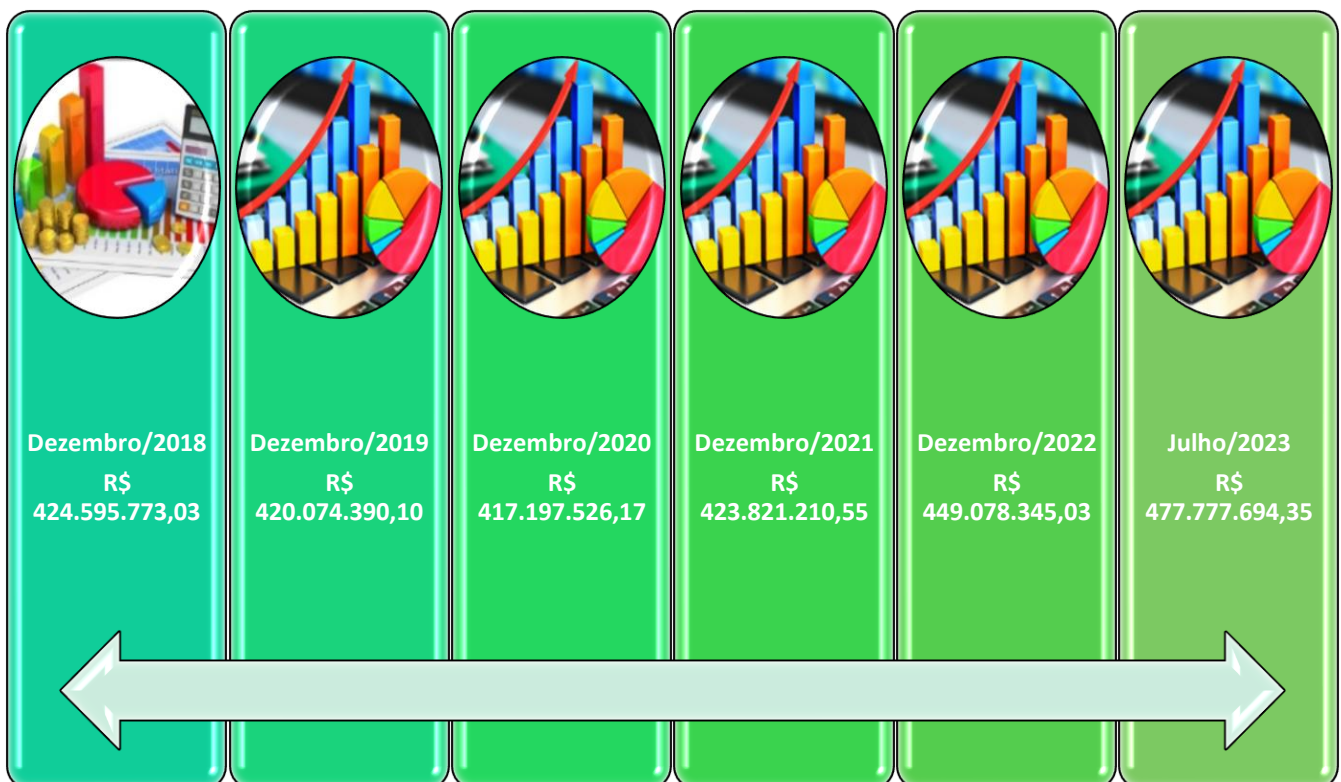 Dezembro/2018
R$
424.595.773,03
Dezembro/2019
R$
420.074.390,10
Dezembro/2020
R$
417.197.526,17
Dezembro/2021
R$
423.821.210,55
Dezembro/2022
R$
449.078.345,03
Julho/2023
R$
477.777.694,35